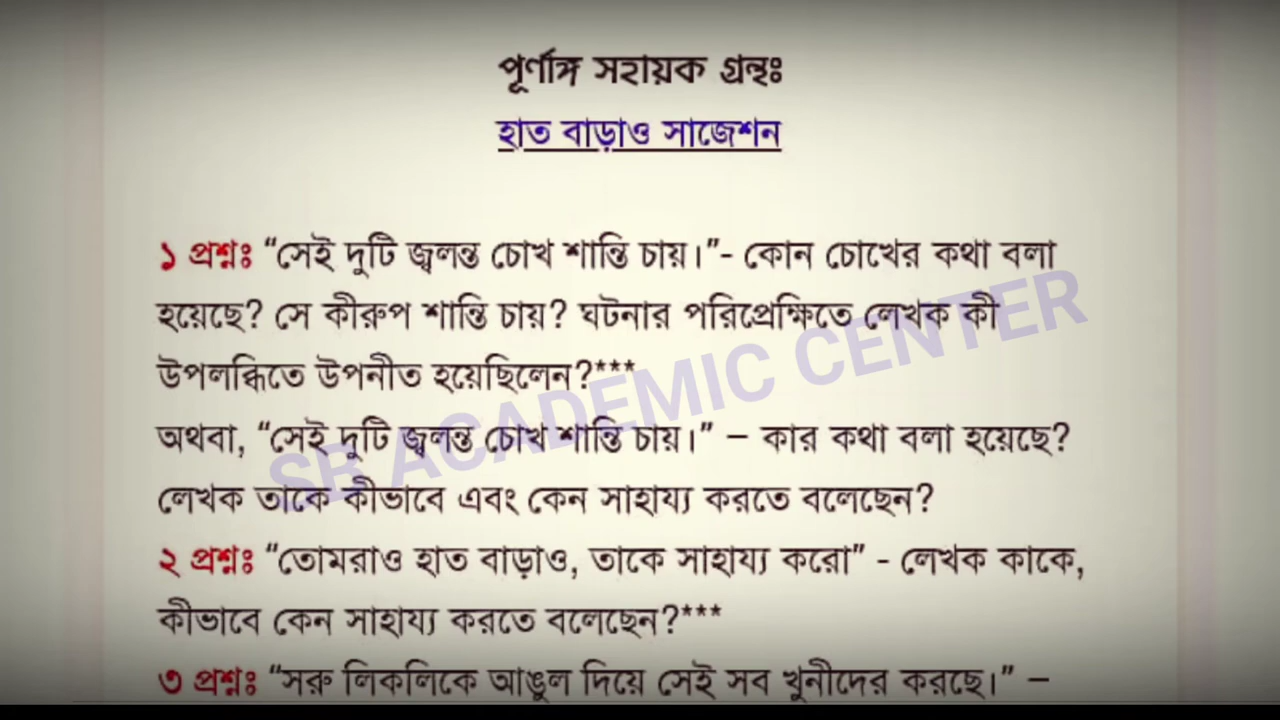 পূর্ণাঙ্গ সহায়ক গ্রন্থঃ
হাত বাড়াও সাজেশন
১ প্রশ্নঃ “সেই দুটি জ্বলন্ত চোখ শান্তি চায়।”- কোন চোখের কথা বলা
হয়েছে? সে কীরুপ শান্তি চায়? ঘটনার পরিপ্রেক্ষিতে লেখক কী
উপলব্ধিতে উপনীত হয়েছিলেন?***
অথবা, “সেই দুটি জ্বলন্ত চোখ শান্তি চায়।” – কার কথা বলা হয়েছে?
লেখক তাকে কীভাবে এবং কেন সাহায্য করতে বলেছেন?
২ প্রশ্নঃ “তোমরাও হাত বাড়াও, তাকে সাহায্য করো” - লেখক কাকে,
কীভাবে কেন সাহায্য করতে বলেছেন?***
৩ প্রশ্নঃ “সরু লিকলিকে আঙুল দিয়ে সেই সব খুনীদের করছে।” –
SB ACADEMIC CENTER